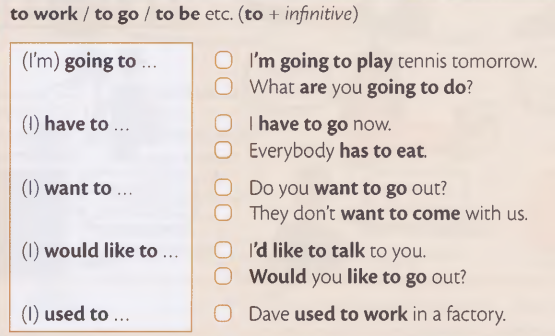 to work / to go / to be etc. (to + infinitive)
(I'm) going to ... I'm going to play tennis tomorrow.
What are you going to do?
(I) have to ... I have to go now.
Everybody has to eat.
(I) want to ... Do you want to go out?
They don't want to come with us.
(I) would like to ... I'd like to talk to you.
Would you like to go out?
(I) used to ... Dave used to work in a factory.